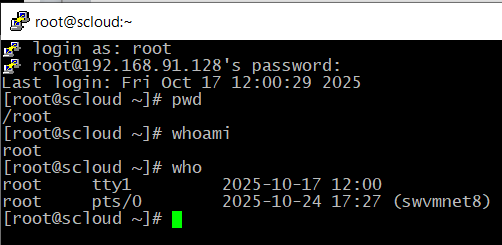 root@scloud:~
login as: root
root@192.168.91.128's password:
Last login: Fri Oct 17 12:00:29 2025
[root@scloud ~]# pwd
/root
[root@scloud ~]# whoami
root
[root@scloud ~]# who
root     tty1         2025-10-17 12:00
root     pts/0        2025-10-24 17:27 (swvmnet8)
[root@scloud ~]#